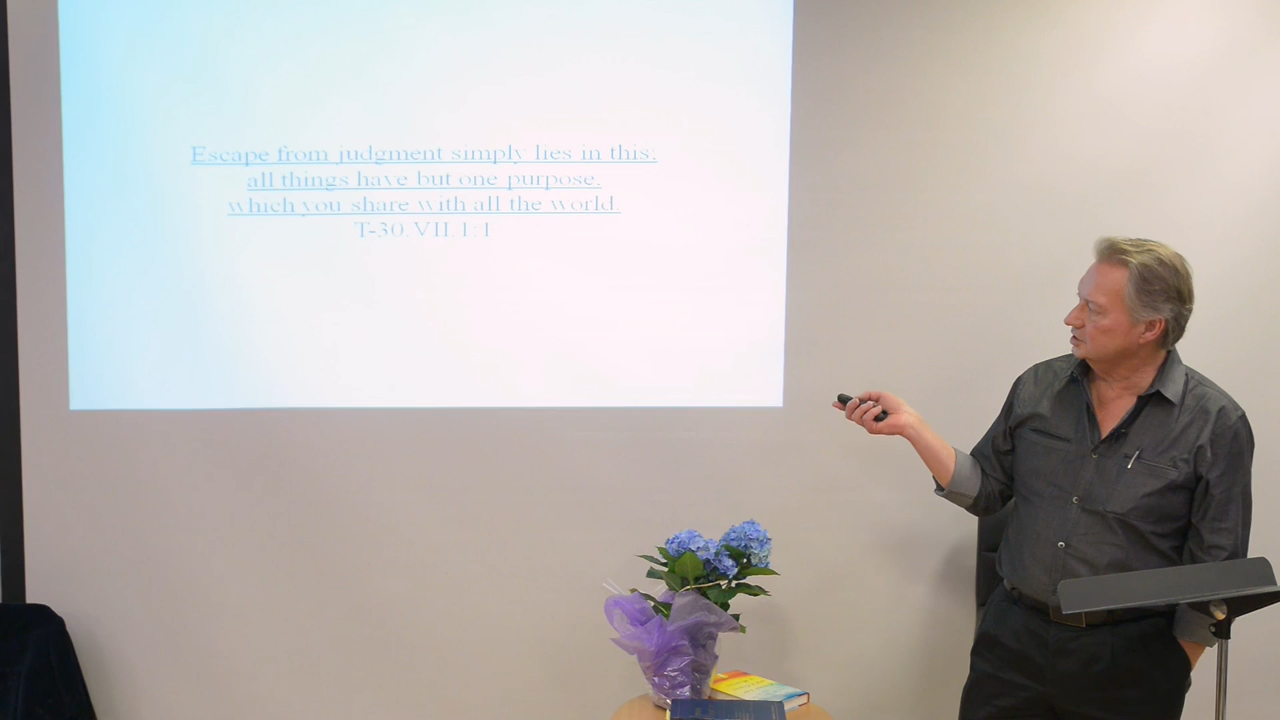 Escape from judgment simply lies in this:
all things have but one purpose,
which you share with all the world.
T-30.VII.1:1